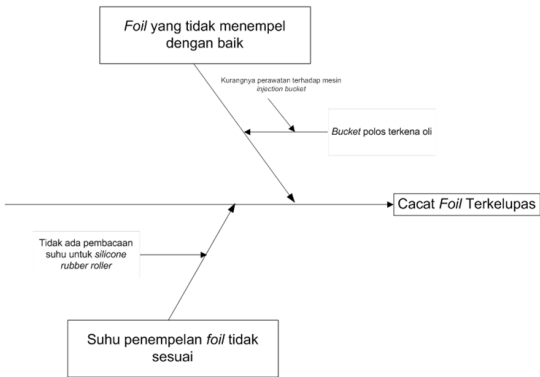 Foil yang tidak menempel
dengan baik
Kurangnya perawatan terhadap mesin
injection bucket
Bucket polos terkena oli
Cacat Foil Terkelupas
Tidak ada pembacaan
suhu untuk silicone
rubber roller
Suhu penempelan foil tidak
sesuai